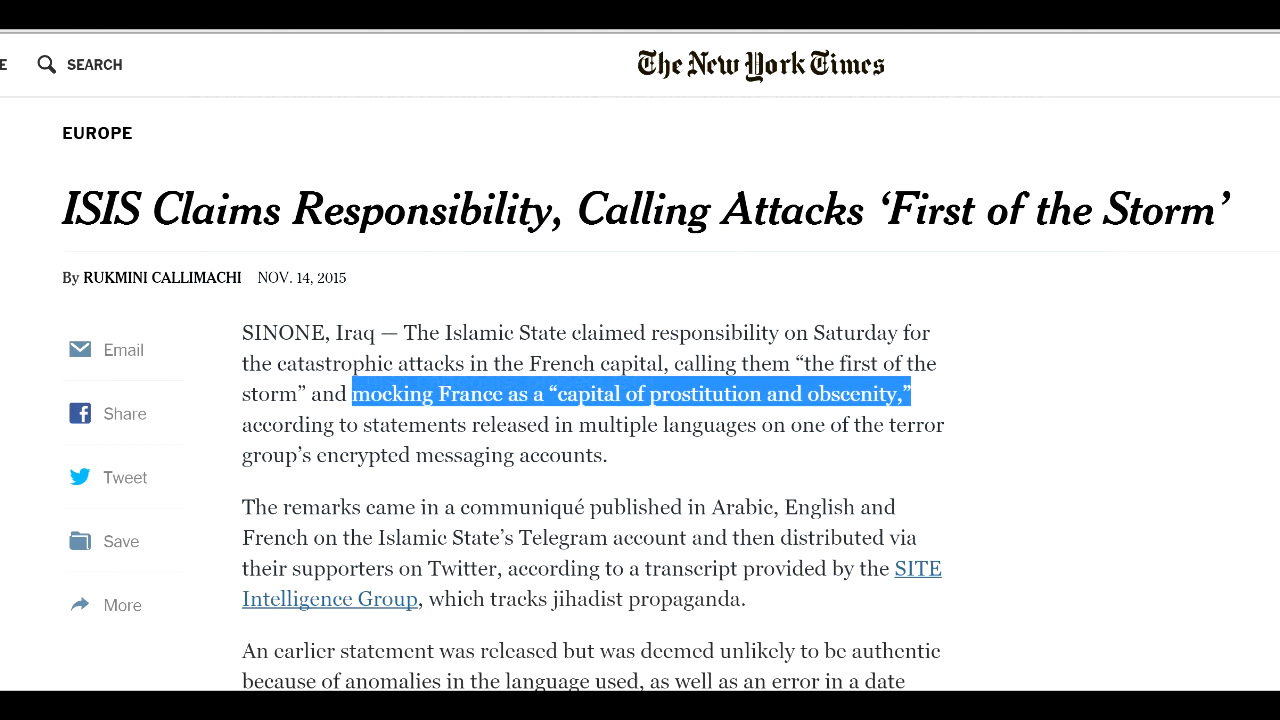 E SEARCH The New York Times
EUROPE
ISIS Claims Responsibility, Calling Attacks ‘First of the Storm’
By RUKMINI CALLIMACHI NOV. 14, 2015
Email
Share
Tweet
Save
More
SINONE, Iraq — The Islamic State claimed responsibility on Saturday for
the catastrophic attacks in the French capital, calling them “the first of the
storm” and mocking France as a “capital of prostitution and obscenity,”
according to statements released in multiple languages on one of the terror
group’s encrypted messaging accounts.
The remarks came in a communiqué published in Arabic, English and
French on the Islamic State’s Telegram account and then distributed via
their supporters on Twitter, according to a transcript provided by the SITE
Intelligence Group, which tracks jihadist propaganda.
An earlier statement was released but was deemed unlikely to be authentic
because of anomalies in the language used, as well as an error in a date